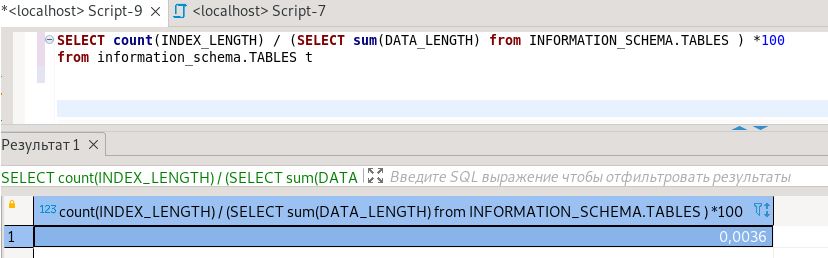 *<localhost> Script-9
<localhost> Script-7
SELECT count(INDEX_LENGTH) / (SELECT sum(DATA_LENGTH) from INFORMATION_SCHEMA.TABLES ) *100
from information_schema.TABLES t
Результат 1
SELECT count(INDEX_LENGTH) / (SELECT sum(DATA
Введите SQL выражение чтобы отфильтровать результаты
123 count(INDEX_LENGTH) / (SELECT sum(DATA_LENGTH) from INFORMATION_SCHEMA.TABLES ) *100
1
0,0036